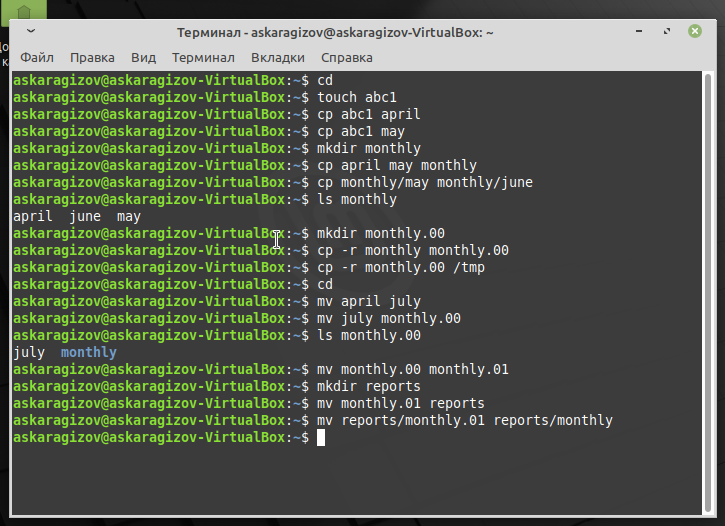 До
к
Терминал - askaragizov@askaragizov-VirtualBox: ~
Файл Правка Вид Терминал Вкладки Справка
askaragizov@askaragizov-VirtualBox:~$ cd
askaragizov@askaragizov-VirtualBox:~$ touch abc1
askaragizov@askaragizov-VirtualBox:~$ cp abc1 april
askaragizov@askaragizov-VirtualBox:~$ cp abc1 may
askaragizov@askaragizov-VirtualBox:~$ mkdir monthly
askaragizov@askaragizov-VirtualBox:~$ cp april may monthly
askaragizov@askaragizov-VirtualBox:~$ cp monthly/may monthly/june
askaragizov@askaragizov-VirtualBox:~$ ls monthly
april june may
askaragizov@askaragizov-VirtualBox:~$ mkdir monthly.00
askaragizov@askaragizov-VirtualBox:~$ cp -r monthly monthly.00
askaragizov@askaragizov-VirtualBox:~$ cp -r monthly.00 /tmp
askaragizov@askaragizov-VirtualBox:~$ cd
askaragizov@askaragizov-VirtualBox:~$ mv april july
askaragizov@askaragizov-VirtualBox:~$ mv july monthly.00
askaragizov@askaragizov-VirtualBox:~$ ls monthly.00
july monthly
askaragizov@askaragizov-VirtualBox:~$ mv monthly.00 monthly.01
askaragizov@askaragizov-VirtualBox:~$ mkdir reports
askaragizov@askaragizov-VirtualBox:~$ mv monthly.01 reports
askaragizov@askaragizov-VirtualBox:~$ mv reports/monthly.01 reports/monthly
askaragizov@askaragizov-VirtualBox:~$